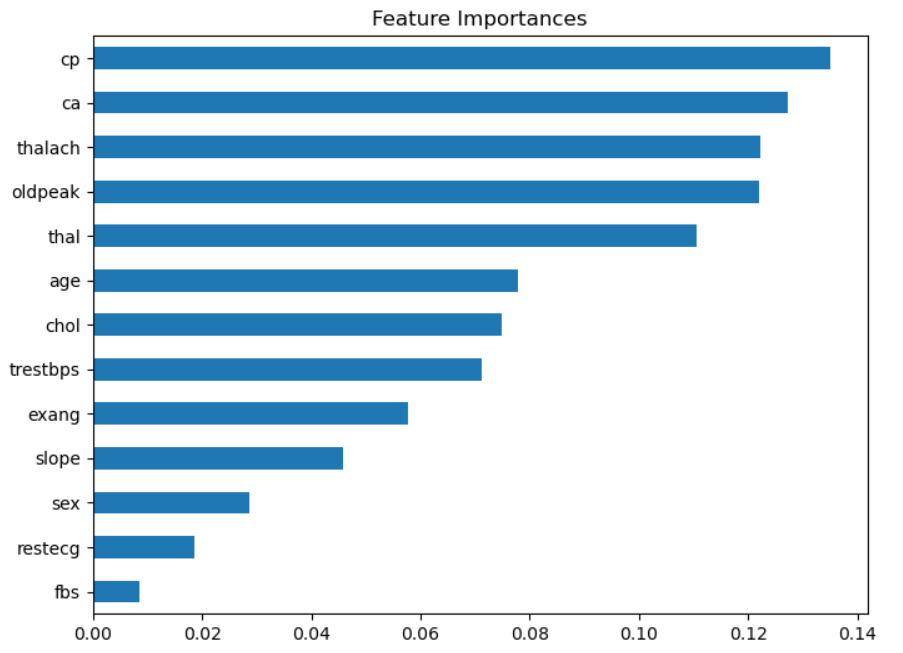 Feature Importances
cp
ca
thalach
oldpeak
thal
age
chol
trestbps
exang
slope
sex
restecg
fbs
0.00 0.02 0.04 0.06 0.08 0.10 0.12 0.14